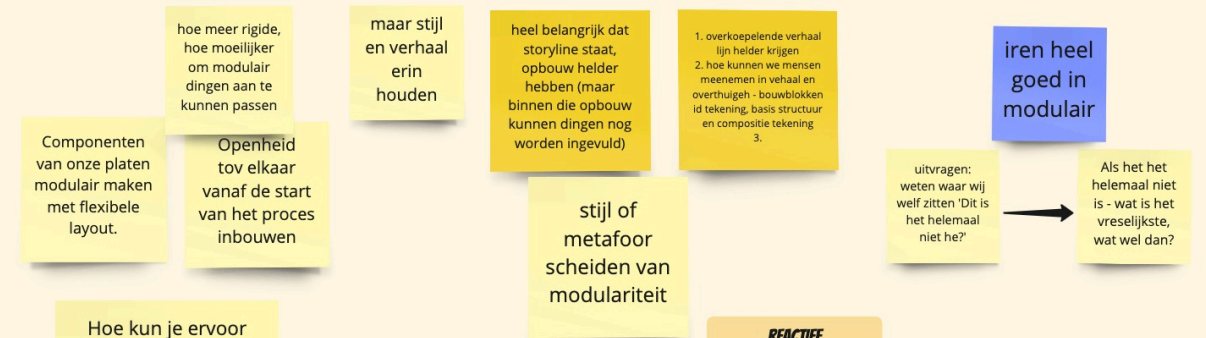 hoe meer rigide,
hoe moeilijker
om modulair
dingen aan te
kunnen passen
maar stijl
en verhaal
erin
houden
heel belangrijk dat
storyline staat,
opbouw helder
hebben (maar
binnen die opbouw
kunnen dingen nog
worden ingevuld)
1. overkoepelende verhaal
lijn helder krijgen
2. hoe kunnen we mensen
meenemen in vehaal en
overthuigeh - bouwblokken
id tekening, basis structuur
en compositie tekening
3.
iren heel
goed in
modulair
Componenten
van onze platen
modulair maken
met flexibele
layout.
Openheid
tov elkaar
vanaf de start
van het proces
inbouwen
stijl of
metafoor
scheiden van
modulariteit
uitvragen:
weten waar wij
welf zitten 'Dit is
het helemaal
niet he?'
Als het het
helemaal niet
is - wat is het
vreselijkste,
wat wel dan?
Hoe kun je ervoor
REACTIEF